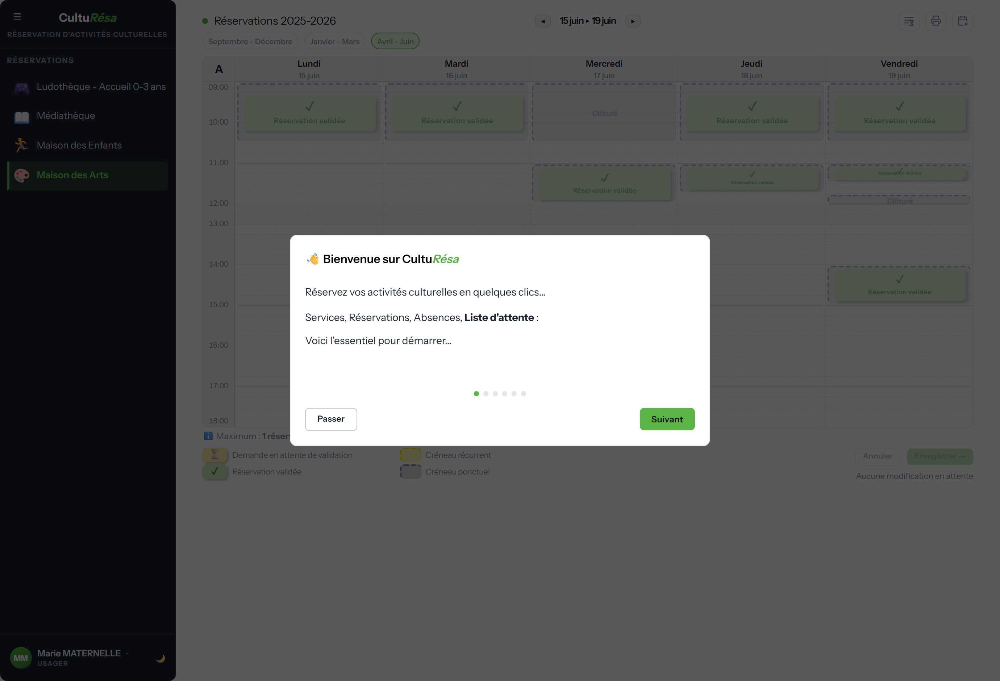 CultuRésa
RÉSERVATION D'ACTIVITÉS CULTURELLES
RÉSERVATIONS
Ludothèque - Accueil 0-3 ans
Médiathèque
Maison des Enfants
Maison des Arts
MM
Marie MATERNELLE
USAGER
Réservations 2025-2026
15 juin ▸ 19 juin
Septembre - Décembre
Janvier - Mars
Avril - Juin
A
Lundi
15 juin
Mardi
16 juin
Mercredi
17 juin
Jeudi
18 juin
Vendredi
19 juin
09:00
10:00
11:00
12:00
13:00
14:00
15:00
16:00
17:00
18:00
✓
Réservation validée
✓
Réservation validée
Clôturé
✓
Réservation validée
✓
Réservation validée
✓
Réservation validée
✓
Réservation validée
✓
Réservation validée
Clôturé
✓
Réservation validée
👋 Bienvenue sur CultuRésa
Réservez vos activités culturelles en quelques clics...
Services, Réservations, Absences, Liste d'attente :
Voici l'essentiel pour démarrer...
Passer
Suivant
Maximum : 1
Demande en attente de validation
Réservation validée
Créneau récurrent
Créneau ponctuel
Annuler
Enregistrer →
Aucune modification en attente